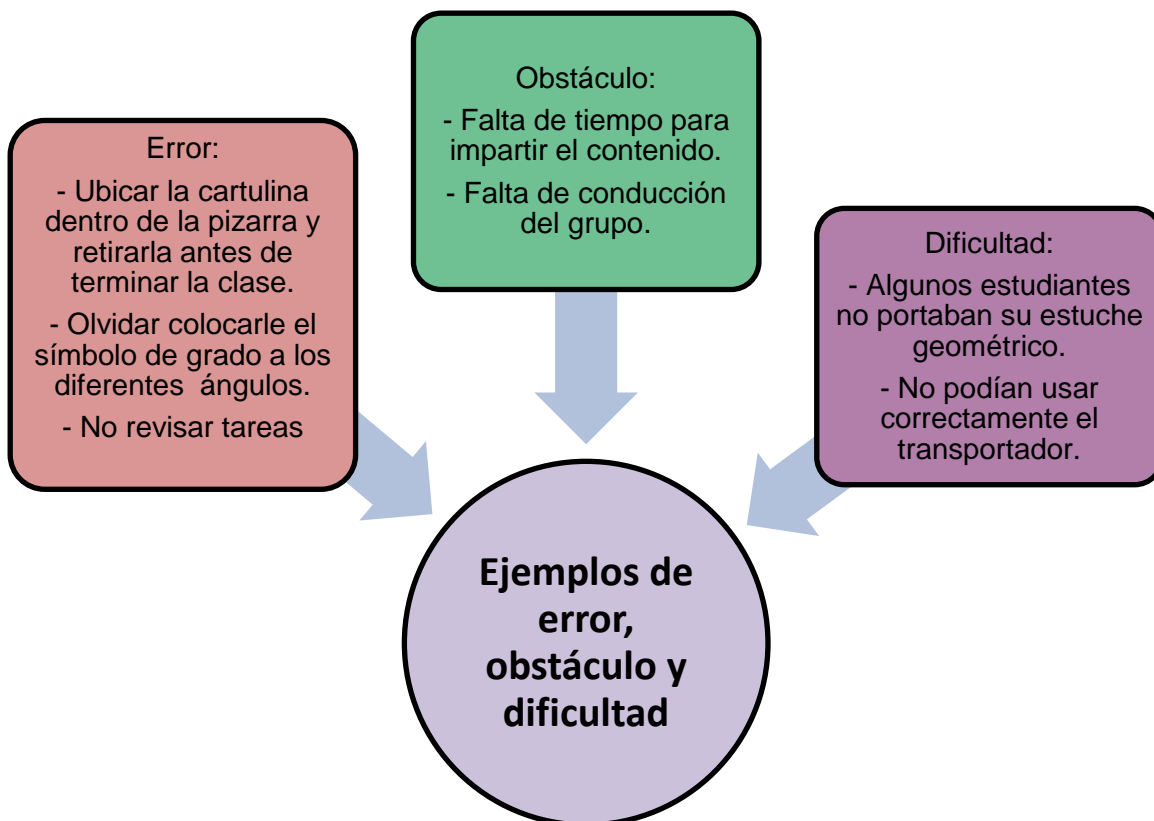 Error:
- Ubicar la cartulina
dentro de la pizarra y
retirarla antes de
terminar la clase.
- Olvidar colocarle el
símbolo de grado a los
diferentes ángulos.
- No revisar tareas
Obstáculo:
- Falta de tiempo para
impartir el contenido.
- Falta de conducción
del grupo.
Dificultad:
- Algunos estudiantes
no portaban su estuche
geométrico.
- No podían usar
correctamente el
transportador.
Ejemplos de
error,
obstáculo y
dificultad